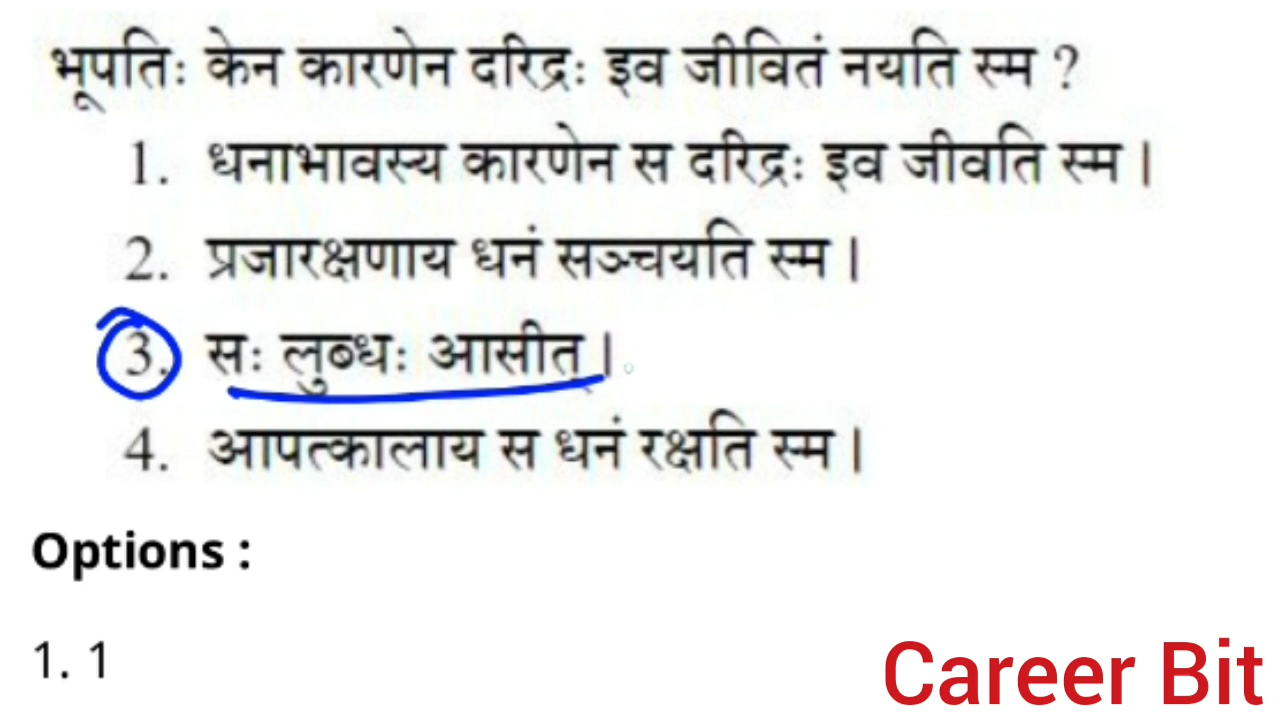 भूपतिः केन कारणेन दरिद्रः इव जीवितं नयति स्म ?
1. धनाभावस्य कारणेन स दरिद्रः इव जीवति स्म |
2. प्रजारक्षणाय धनं सञ्चयति स्म |
3. सः लुब्धः आसीत् |
4. आपत्कालाय स धनं रक्षति स्म |
Options :
1. 1
Career Bit